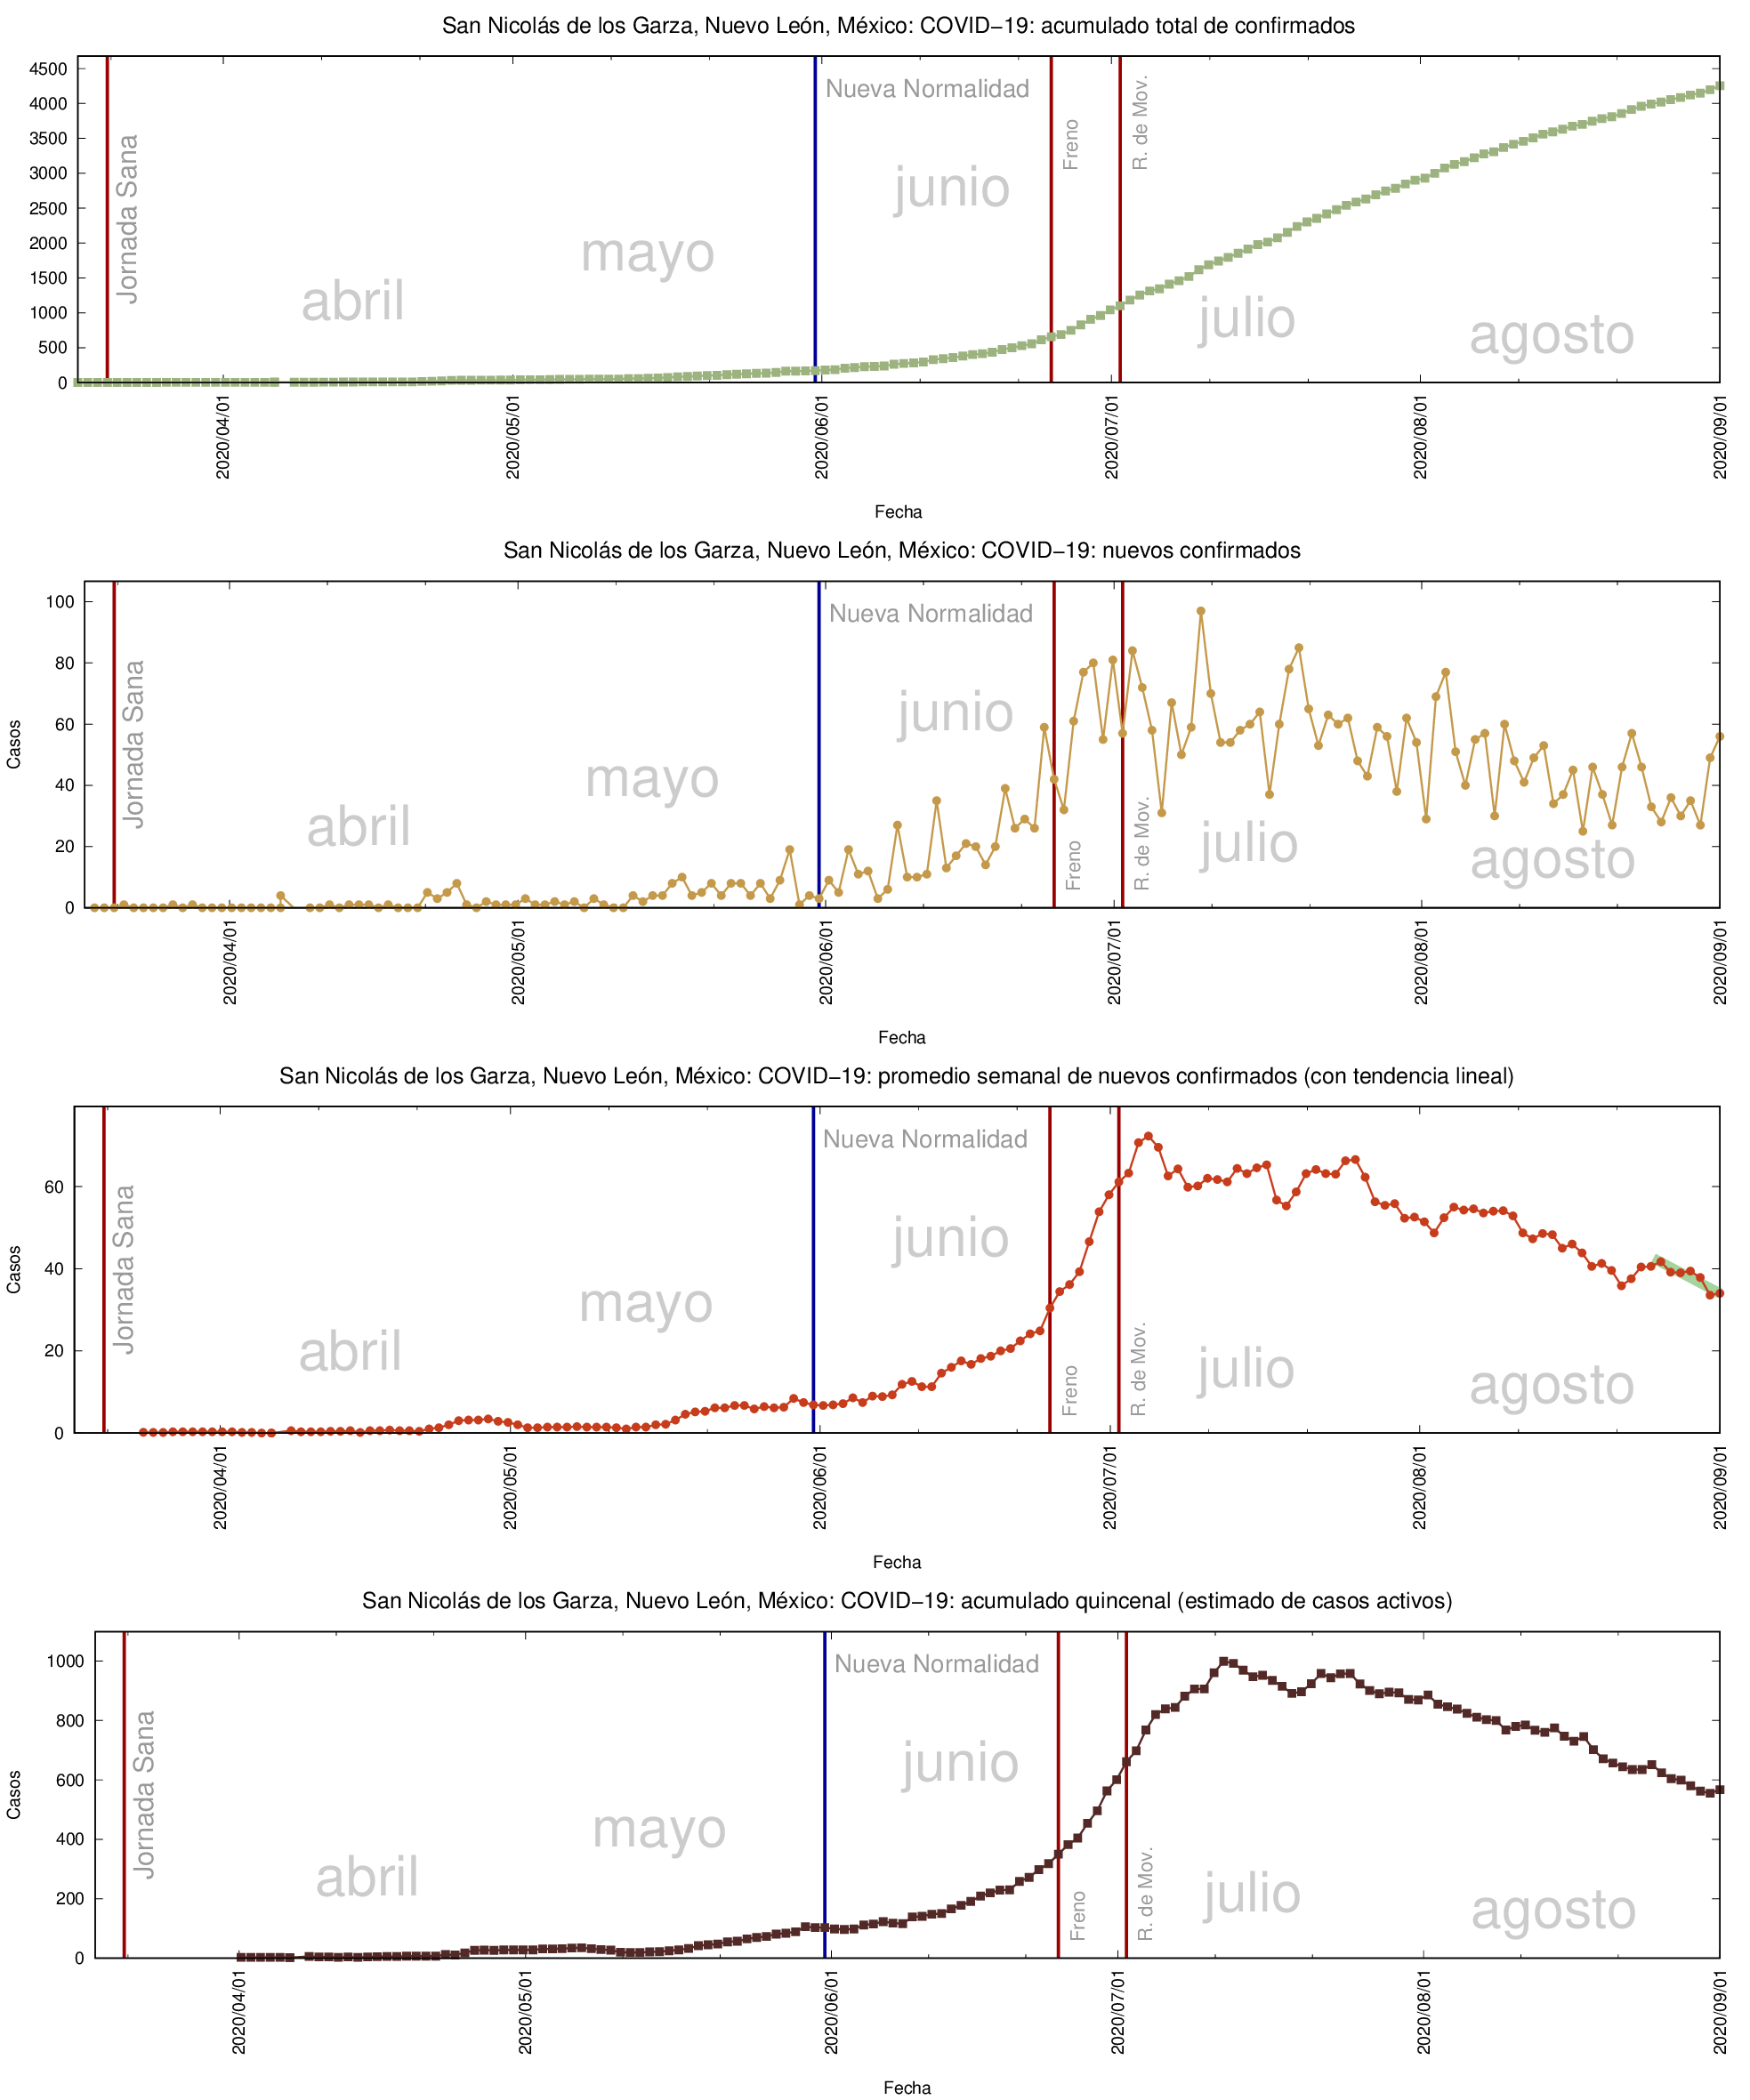 San Nicolás de los Garza, Nuevo León, México: COVID−19: acumulado total de confirmados
4500
4000
3500
3000
2500
2000
1500
1000
500
0
Jornada Sana
abril
mayo
Nueva Normalidad
junio
Freno
R. de Mov.
julio
agosto
2020/04/01
2020/05/01
2020/06/01
2020/07/01
2020/08/01
2020/09/01
Fecha
San Nicolás de los Garza, Nuevo León, México: COVID−19: nuevos confirmados
Casos
100
80
60
40
20
0
Jornada Sana
abril
mayo
Nueva Normalidad
junio
Freno
R. de Mov.
julio
agosto
2020/04/01
2020/05/01
2020/06/01
2020/07/01
2020/08/01
2020/09/01
Fecha
San Nicolás de los Garza, Nuevo León, México: COVID−19: promedio semanal de nuevos confirmados (con tendencia lineal)
Casos
60
40
20
0
Jornada Sana
abril
mayo
Nueva Normalidad
junio
Freno
R. de Mov.
julio
agosto
2020/04/01
2020/05/01
2020/06/01
2020/07/01
2020/08/01
2020/09/01
Fecha
San Nicolás de los Garza, Nuevo León, México: COVID−19: acumulado quincenal (estimado de casos activos)
Casos
1000
800
600
400
200
0
Jornada Sana
abril
mayo
Nueva Normalidad
junio
Freno
R. de Mov.
julio
agosto
2020/04/01
2020/05/01
2020/06/01
2020/07/01
2020/08/01
2020/09/01
Fecha